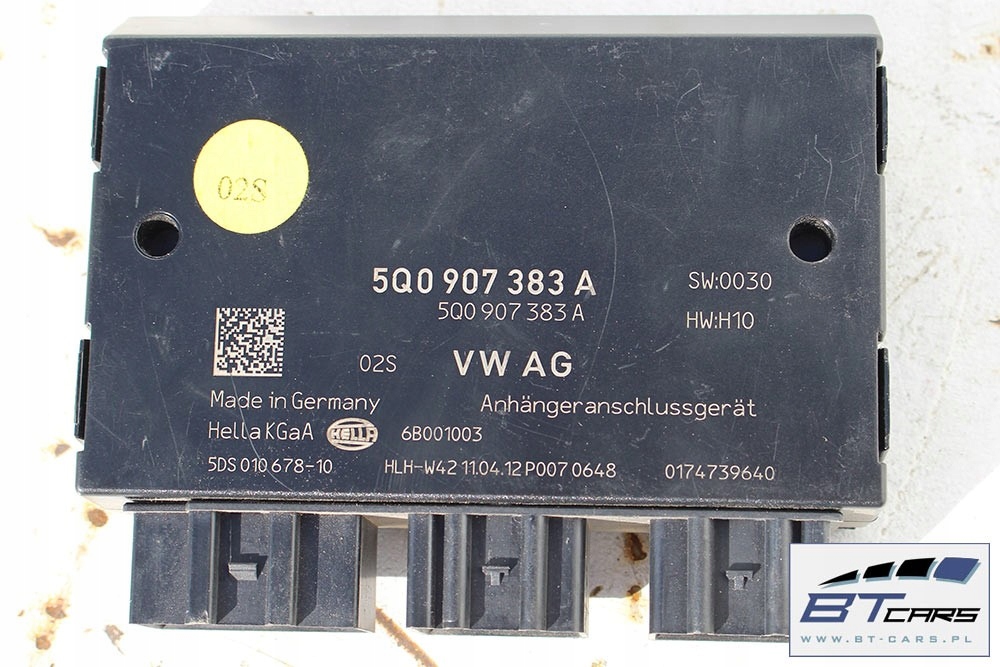 02S
5Q0 907 383 A
SW:0030
5Q0 907 383 A
HW:H10
02S
VW AG
Made in Germany
Anhängeranschlussgerät
Hella KGaA HELLA 6B001003
5DS 010 678-10
HLH-W42 11.04.12 P0070648
0174739640
BT CARS
WWW.BT-CARS.PL